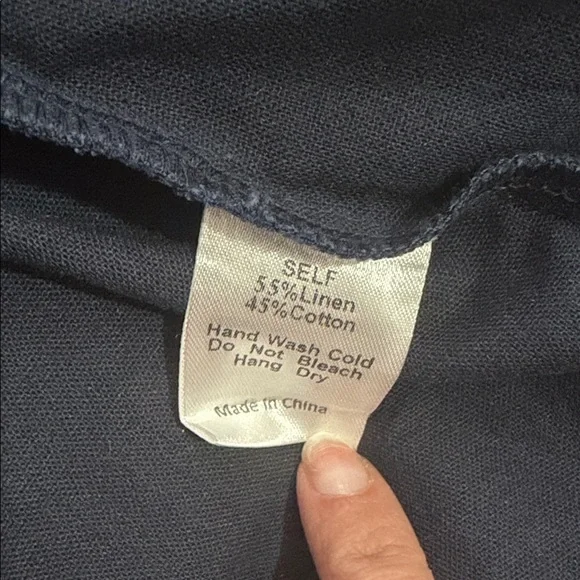 SELF
55%Linen
45%Cotton
Hand Wash Cold
Do Not Bleach
Hang Dry
Made in China